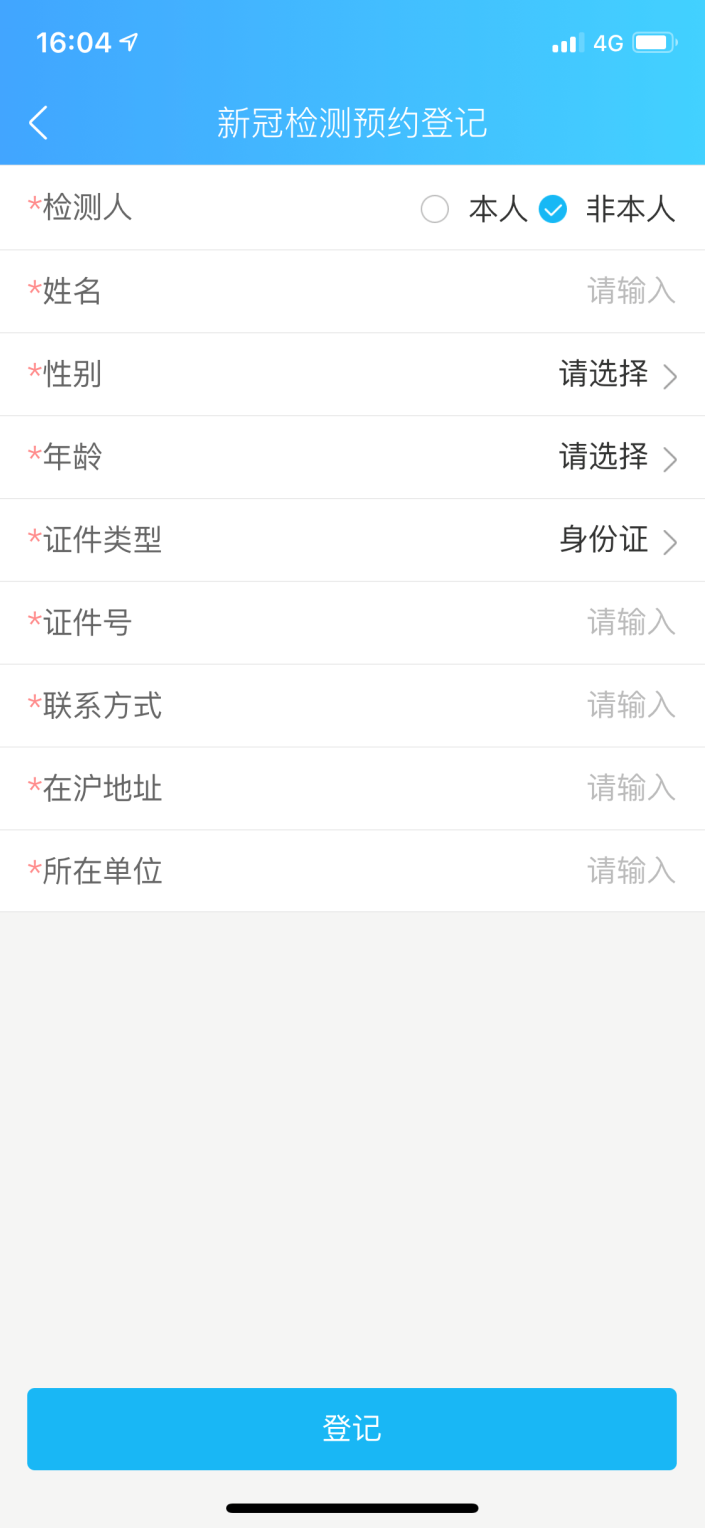 16:04 4G
新冠检测预约登记
*检测人 本人 非本人
*姓名 请输入
*性别 请选择
*年龄 请选择
*证件类型 身份证
*证件号 请输入
*联系方式 请输入
*在沪地址 请输入
*所在单位 请输入
登记